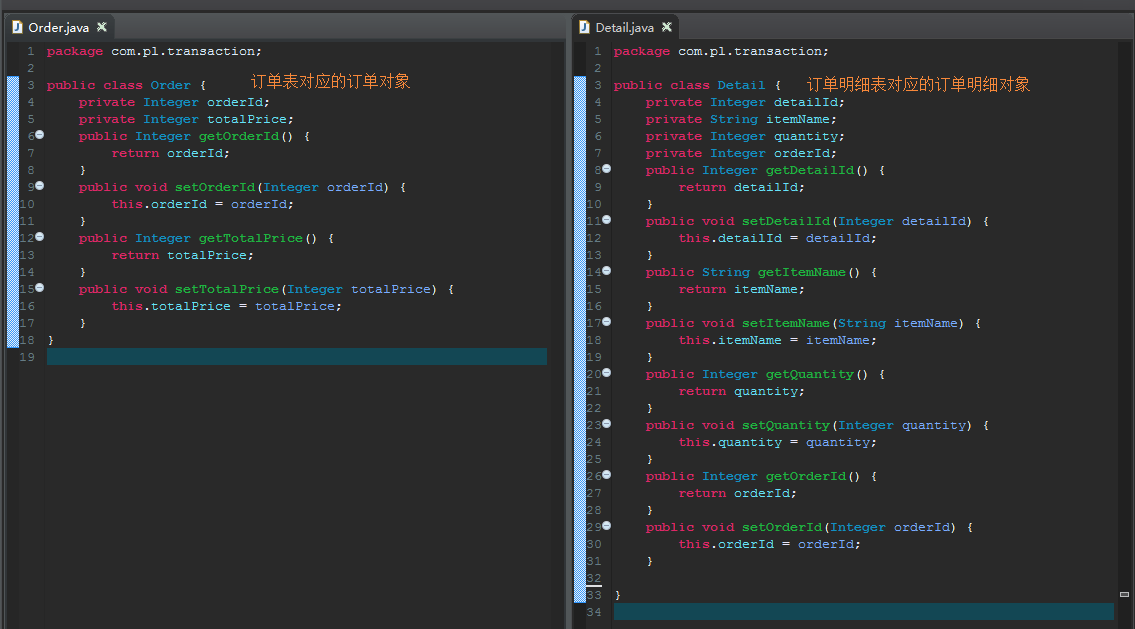 Order.java
1 package com.pl.transaction;
2
3 public class Order { 订单表对应的订单对象
4 private Integer orderId;
5 private Integer totalPrice;
6 public Integer getOrderId() {
7 return orderId;
8 }
9 public void setOrderId(Integer orderId) {
10 this.orderId = orderId;
11 }
12 public Integer getTotalPrice() {
13 return totalPrice;
14 }
15 public void setTotalPrice(Integer totalPrice) {
16 this.totalPrice = totalPrice;
17 }
18 }
19
Detail.java
1 package com.pl.transaction;
2
3 public class Detail { 订单明细表对应的订单明细对象
4 private Integer detailId;
5 private String itemName;
6 private Integer quantity;
7 private Integer orderId;
8 public Integer getDetailId() {
9 return detailId;
10 }
11 public void setDetailId(Integer detailId) {
12 this.detailId = detailId;
13 }
14 public String getItemName() {
15 return itemName;
16 }
17 public void setItemName(String itemName) {
18 this.itemName = itemName;
19 }
20 public Integer getQuantity() {
21 return quantity;
22 }
23 public void setQuantity(Integer quantity) {
24 this.quantity = quantity;
25 }
26 public Integer getOrderId() {
27 return orderId;
28 }
29 public void setOrderId(Integer orderId) {
30 this.orderId = orderId;
31 }
32
33 }
34